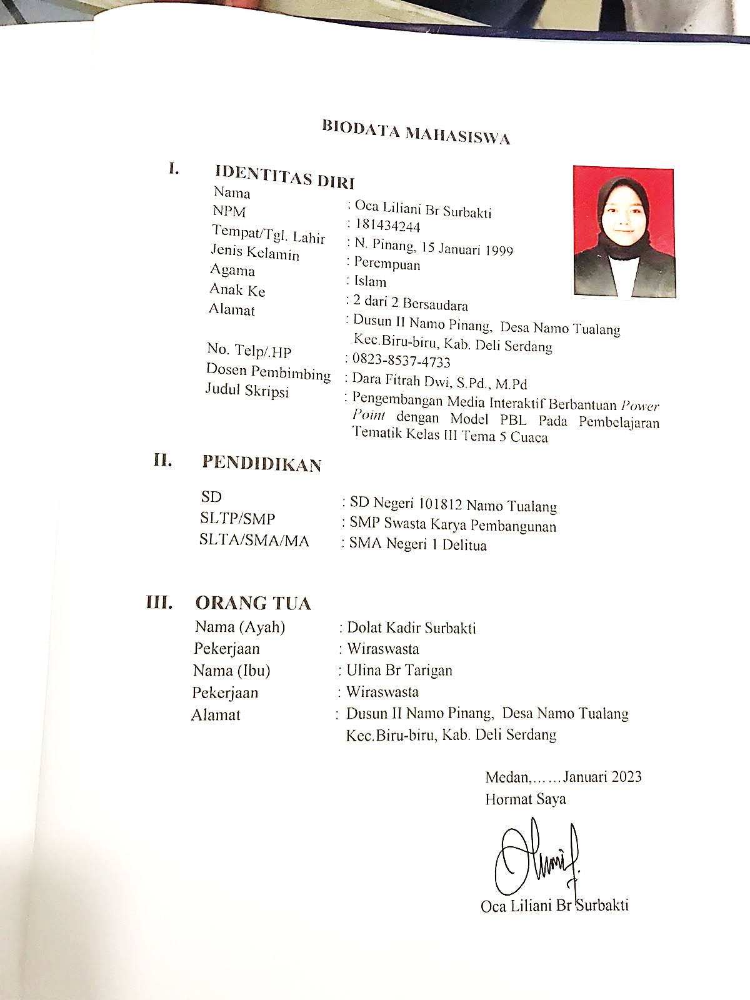 BIODATA MAHASISWA
I. IDENTITAS DIRI
Nama : Oca Liliani Br Surbakti
NPM : 181434244
Tempat/Tgl. Lahir : N. Pinang, 15 Januari 1999
Jenis Kelamin : Perempuan
Agama : Islam
Anak Ke : 2 dari 2 Bersaudara
Alamat : Dusun II Namo Pinang, Desa Namo Tualang
Kec.Biru-biru, Kab. Deli Serdang
No. Telp/.HP : 0823-8537-4733
Dosen Pembimbing : Dara Fitrah Dwi, S.Pd., M.Pd
Judul Skripsi : Pengembangan Media Interaktif Berbantuan Power
Point dengan Model PBL Pada Pembelajaran
Tematik Kelas III Tema 5 Cuaca
II. PENDIDIKAN
SD : SD Negeri 101812 Namo Tualang
SLTP/SMP : SMP Swasta Karya Pembangunan
SLTA/SMA/MA : SMA Negeri 1 Delitua
III. ORANG TUA
Nama (Ayah) : Dolat Kadir Surbakti
Pekerjaan : Wiraswasta
Nama (Ibu) : Ulina Br Tarigan
Pekerjaan : Wiraswasta
Alamat : Dusun II Namo Pinang, Desa Namo Tualang
Kec.Biru-biru, Kab. Deli Serdang
Medan,……Januari 2023
Hormat Saya
Oca Liliani Br Surbakti